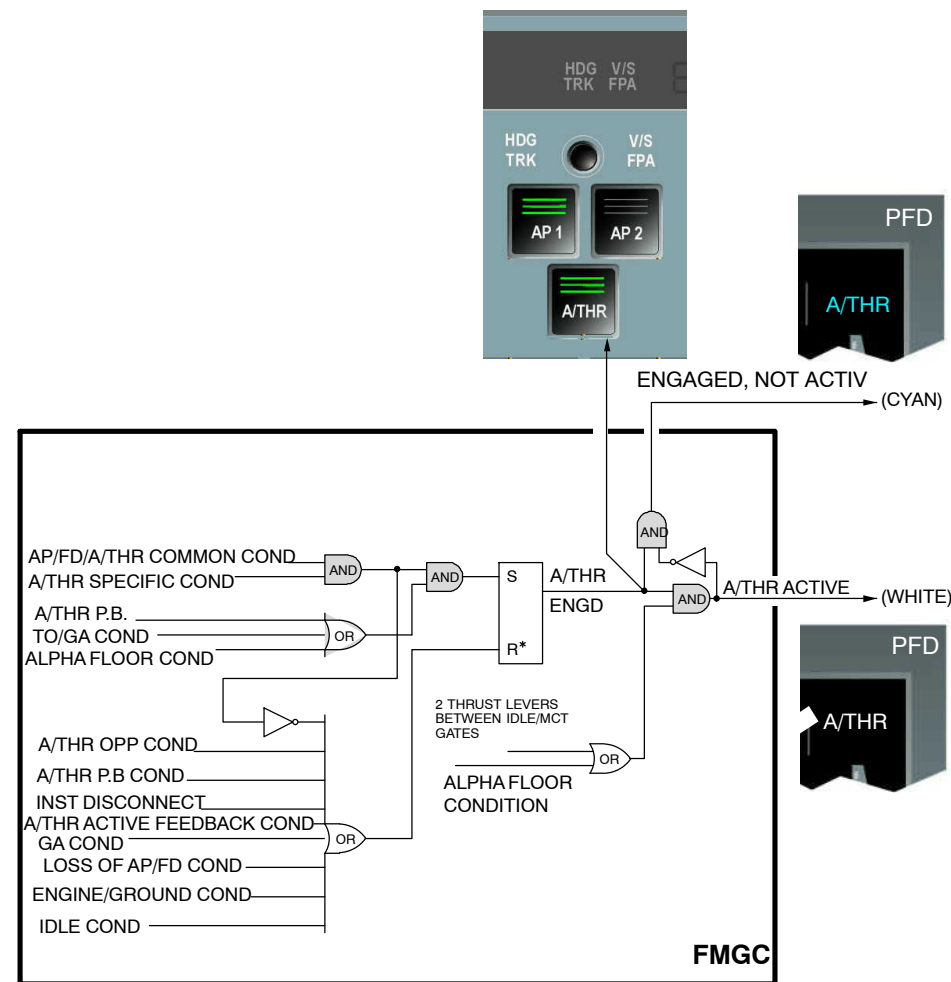 HDG V/S
TRK FPA
HDG
TRK
V/S
FPA
AP 1
AP 2
A/THR
PFD
A/THR
ENGAGED, NOT ACTIV
(CYAN)
AND
AP/FD/A/THR COMMON COND
A/THR SPECIFIC COND
AND
AND
S
A/THR
ENGD
R*
AND
A/THR ACTIVE
(WHITE)
A/THR P.B.
TO/GA COND
ALPHA FLOOR COND
OR
PFD
A/THR
2 THRUST LEVERS
BETWEEN IDLE/MCT
GATES
OR
ALPHA FLOOR
CONDITION
A/THR OPP COND
A/THR P.B COND
INST DISCONNECT
A/THR ACTIVE FEEDBACK COND
GA COND
OR
LOSS OF AP/FD COND
ENGINE/GROUND COND
IDLE COND
FMGC